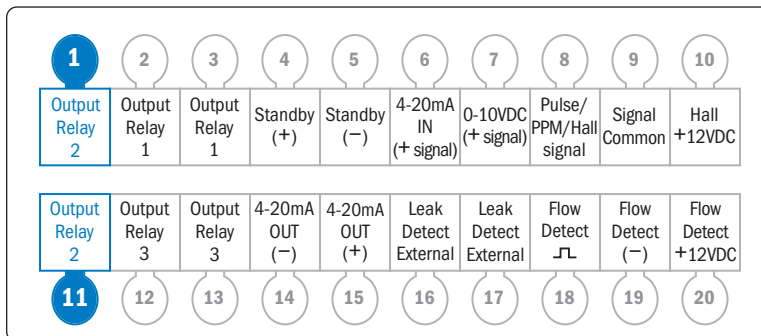 1 2 3 4 5 6 7 8 9 10
Output Relay 2
Output Relay 1
Output Relay 1
Standby (+)
Standby (−)
4-20mA IN (+ signal)
0-10VDC (+ signal)
Pulse/ PPM/Hall signal
Signal Common
Hall +12VDC
Output Relay 2
Output Relay 3
Output Relay 3
4-20mA OUT (−)
4-20mA OUT (+)
Leak Detect External
Leak Detect External
Flow Detect
Flow Detect (−)
Flow Detect +12VDC
11 12 13 14 15 16 17 18 19 20